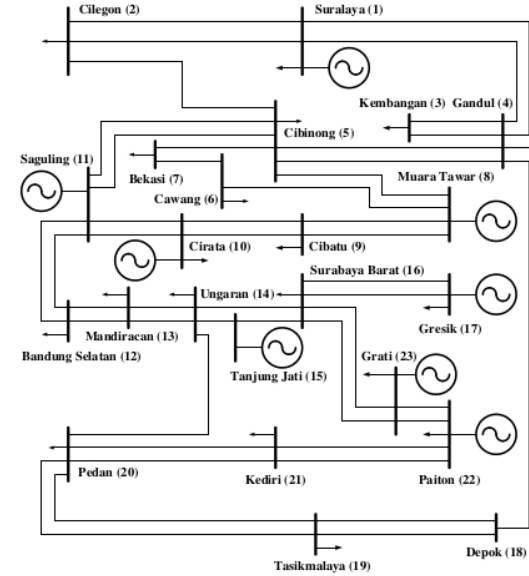 Cilegon (2)
Suralaya (1)
Kembangan (3)
Gandul (4)
Cibinong (5)
Saguling (11)
Bekasi (7)
Muara Tawar (8)
Cawang (6)
Cirata (10)
Cibatu (9)
Surabaya Barat (16)
Ungaran (14)
Mandiracan (13)
Gresik (17)
Bandung Selatan (12)
Grati (23)
Tanjung Jati (15)
Pedan (20)
Kediri (21)
Paiton (22)
Depok (18)
Tasikmalaya (19)